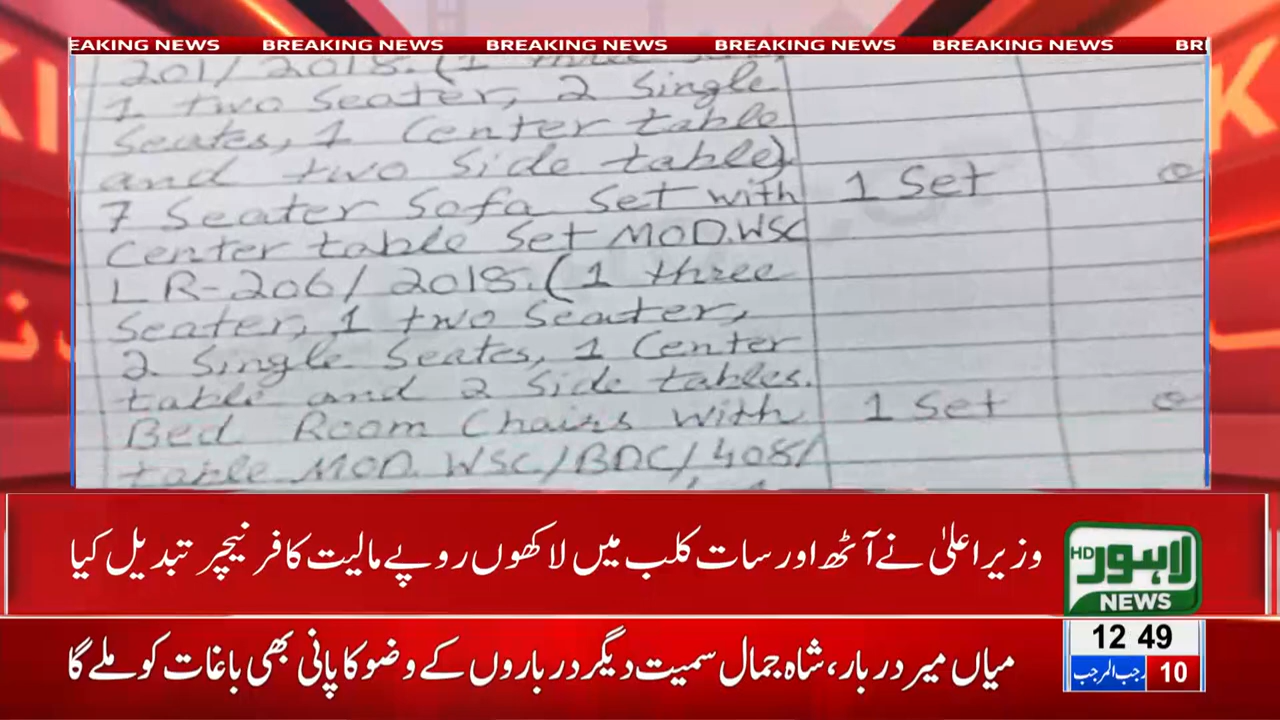 BREAKING NEWS BREAKING NEWS BREAKING NEWS BREAKING NEWS
201/2018. (1 three
1 two Seater, 2 Single
Seates, 1 Center table
and two Side table)
7 Seater Sofa Set with 1 Set
Center table Set MOD.WSC
LR-206/2018. (1 three
Seater, 1 two Seater,
2 Single Seates, 1 Center
table and 2 Side tables.
Bed Room Chairs with 1 Set
table MOD. WSC/BDC/408/
وزیراعلیٰ نے آٹھ اور سات کلب میں لاکھوں روپے مالیت کا فرنیچر تبدیل کیا
لاہور HD
NEWS
میاں میر دربار، شاہ جمال سمیت دیگر درباروں کے وضو کا پانی بھی باغات کو ملے گا
12 49
10 رجب المرجب